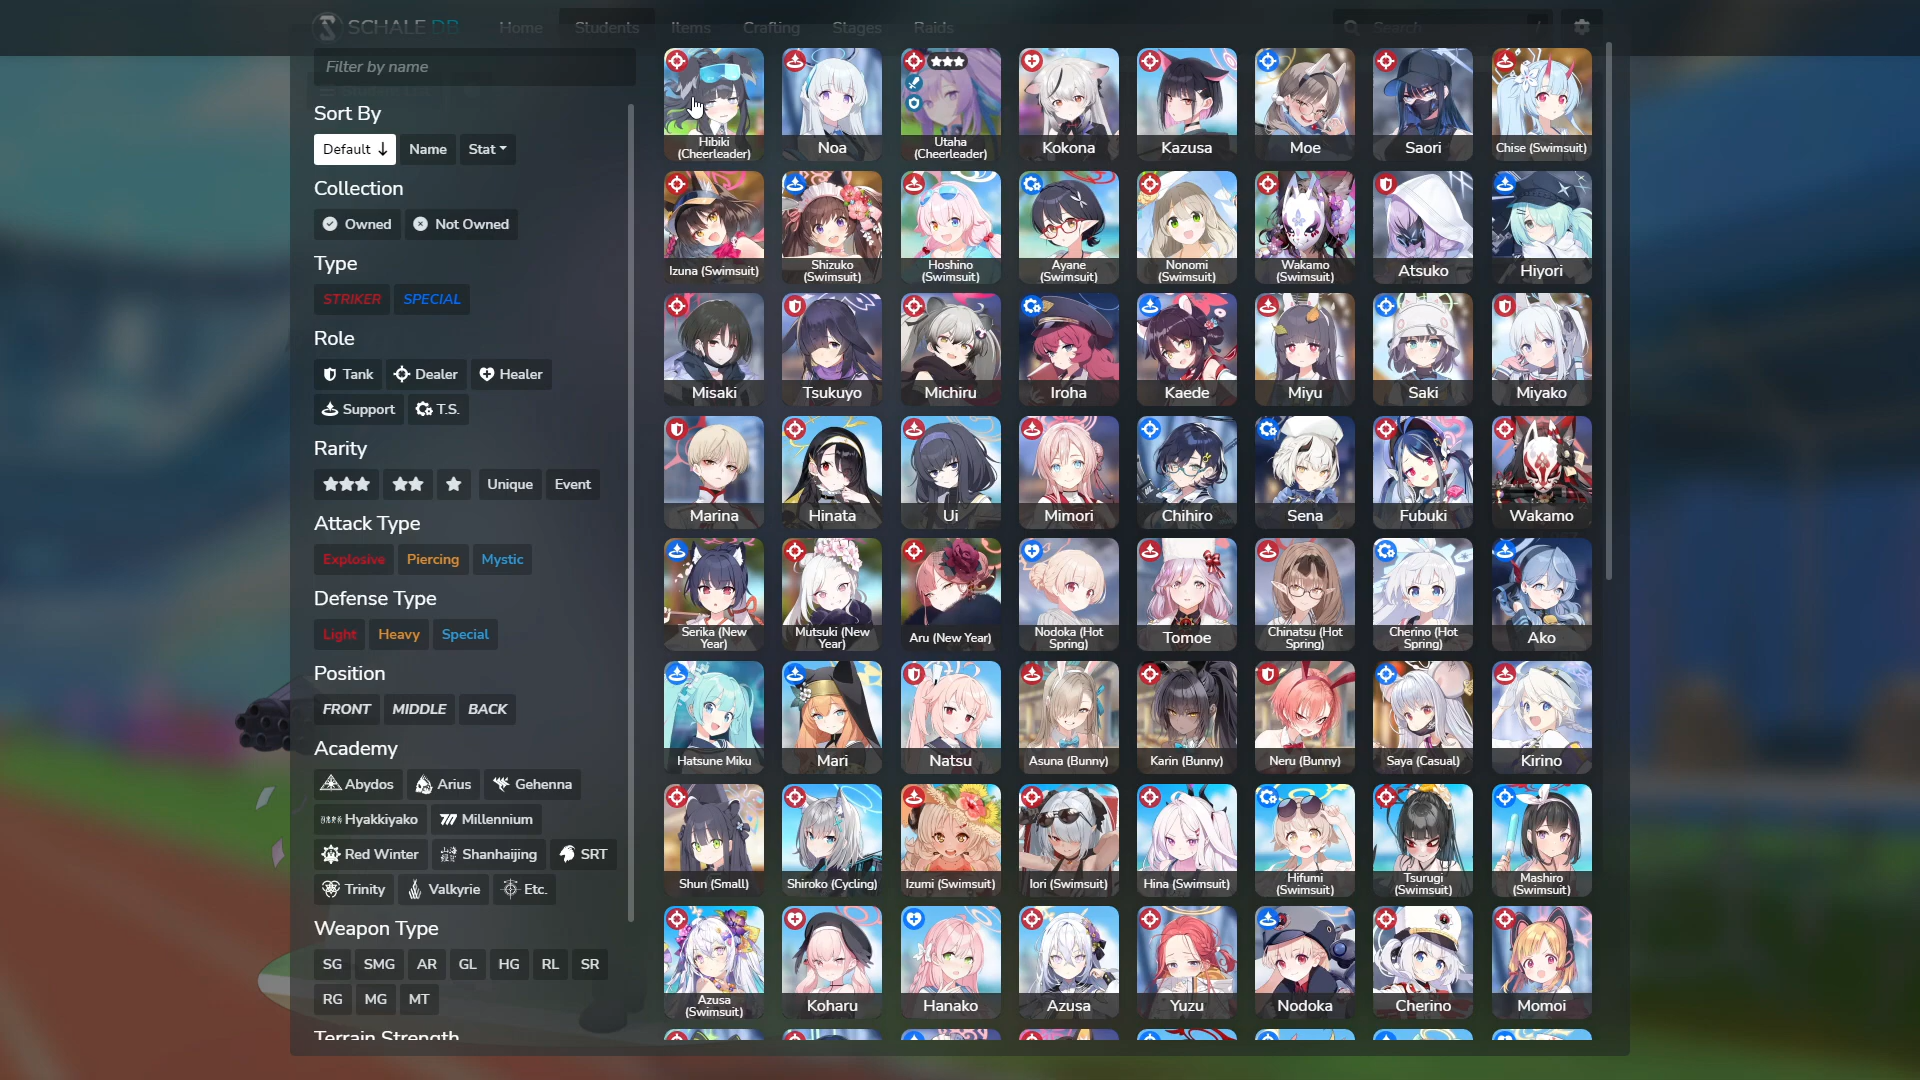 SCHALE DB
Home
Students
Items
Crafting
Stages
Raids
Search
/
Filter by name
Sort By
Default
Name
Stat
Collection
Owned
Not Owned
Type
STRIKER
SPECIAL
Role
Tank
Dealer
Healer
Support
T.S.
Rarity
Unique
Event
Attack Type
Explosive
Piercing
Mystic
Defense Type
Light
Heavy
Special
Position
FRONT
MIDDLE
BACK
Academy
Abydos
Arius
Gehenna
Hyakkiyako
Millennium
Red Winter
Shanhaijing
SRT
Trinity
Valkyrie
Etc.
Weapon Type
SG
SMG
AR
GL
HG
RL
SR
RG
MG
MT
Terrain Strength
Hibiki
(Cheerleader)
Noa
Utaha
(Cheerleader)
Kokona
Kazusa
Moe
Saori
Chise (Swimsuit)
Izuna (Swimsuit)
Shizuko
(Swimsuit)
Hoshino
(Swimsuit)
Ayane
(Swimsuit)
Nonomi
(Swimsuit)
Wakamo
(Swimsuit)
Atsuko
Hiyori
Misaki
Tsukuyo
Michiru
Iroha
Kaede
Miyu
Saki
Miyako
Marina
Hinata
Ui
Mimori
Chihiro
Sena
Fubuki
Wakamo
Serika (New
Year)
Mutsuki (New
Year)
Aru (New Year)
Nodoka (Hot
Spring)
Tomoe
Chinatsu (Hot
Spring)
Cherino (Hot
Spring)
Ako
Hatsune Miku
Mari
Natsu
Asuna (Bunny)
Karin (Bunny)
Neru (Bunny)
Saya (Casual)
Kirino
Shun (Small)
Shiroko (Cycling)
Izumi (Swimsuit)
Iori (Swimsuit)
Hina (Swimsuit)
Hifumi
(Swimsuit)
Tsurugi
(Swimsuit)
Mashiro
(Swimsuit)
Azusa
(Swimsuit)
Koharu
Hanako
Azusa
Yuzu
Nodoka
Cherino
Momoi